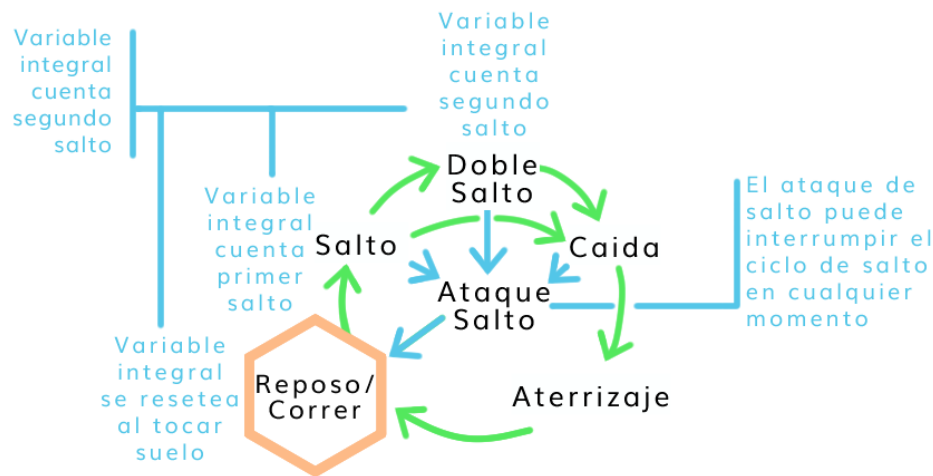 Variable
integral
cuenta
segundo
salto
Variable
integral
cuenta
segundo
salto
Doble
Salto
Variable
integral
cuenta
primer
salto
Salto
Caida
El ataque de
salto puede
interrumpir el
ciclo de salto
en cualquier
momento
Ataque
Salto
Variable
integral
se resetea
al tocar
suelo
Reposo/
Correr
Aterrizaje